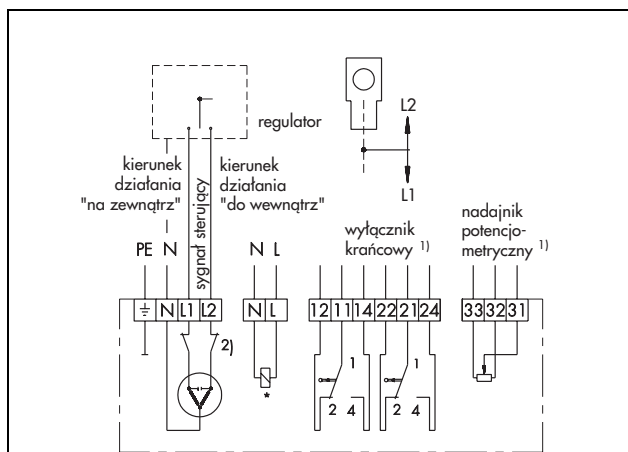 L2
L1
regulator
kierunek
działania
"na zewnątrz"
sygnał sterujący
kierunek
działania
"do wewnątrz"
PE N
N L
wyłącznik
krańcowy 1)
nadajnik
potencjo-
metryczny 1)
N L1 L2
N L
12 11 14 22 21 24
33 32 31
2)
*
1
2 4
1
2 4